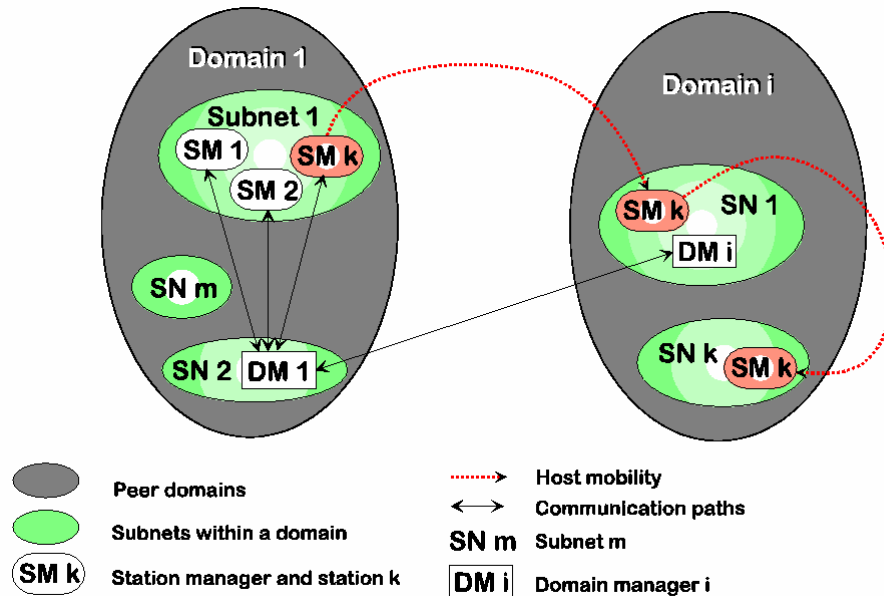 Domain 1
Subnet 1
SM 1
SM k
SM 2
SN m
SN 2
DM 1
Domain i
SM k
SN 1
DM i
SN k
SM k
Peer domains
Subnets within a domain
SM k
Station manager and station k
Host mobility
Communication paths
SN m
Subnet m
DM i
Domain manager i